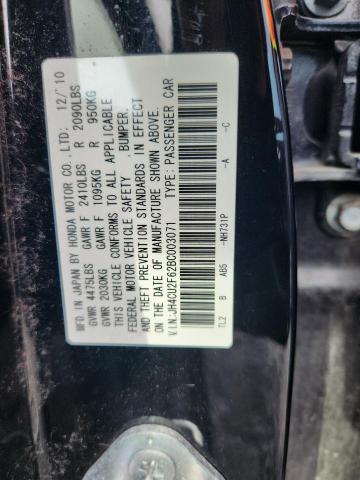 MFD. IN JAPAN BY HONDA MOTOR CO., LTD. 12/'10
GVWR 4475LBS GAWR F 2410LBS R 2090LBS
GVWR 2030KG GAWR F 1095KG R 950KG
THIS VEHICLE CONFORMS TO ALL APPLICABLE
FEDERAL MOTOR VEHICLE SAFETY, BUMPER,
AND THEFT PREVENTION STANDARDS IN EFFECT
ON THE DATE OF MANUFACTURE SHOWN ABOVE.
V.I.N.:JH4CU2F62BC003071 TYPE: PASSENGER CAR
TL2 B AB5 -NH731P -A -C